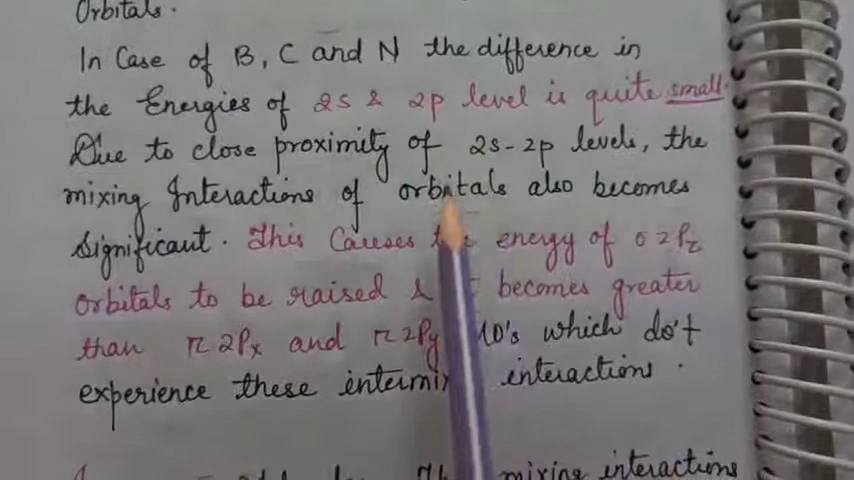 Orbitals.
In Case of B, C and N the difference in
the Energies of 2s & 2p level is quite small.
Due to close proximity of 2s-2p levels, the
mixing Interactions of orbitals also becomes
significant. This Causes energy of σ2Pz
orbitals to be raised & becomes greater
than π2Px and π2Py MO's which do't
experience these interactions.
mixing interactions